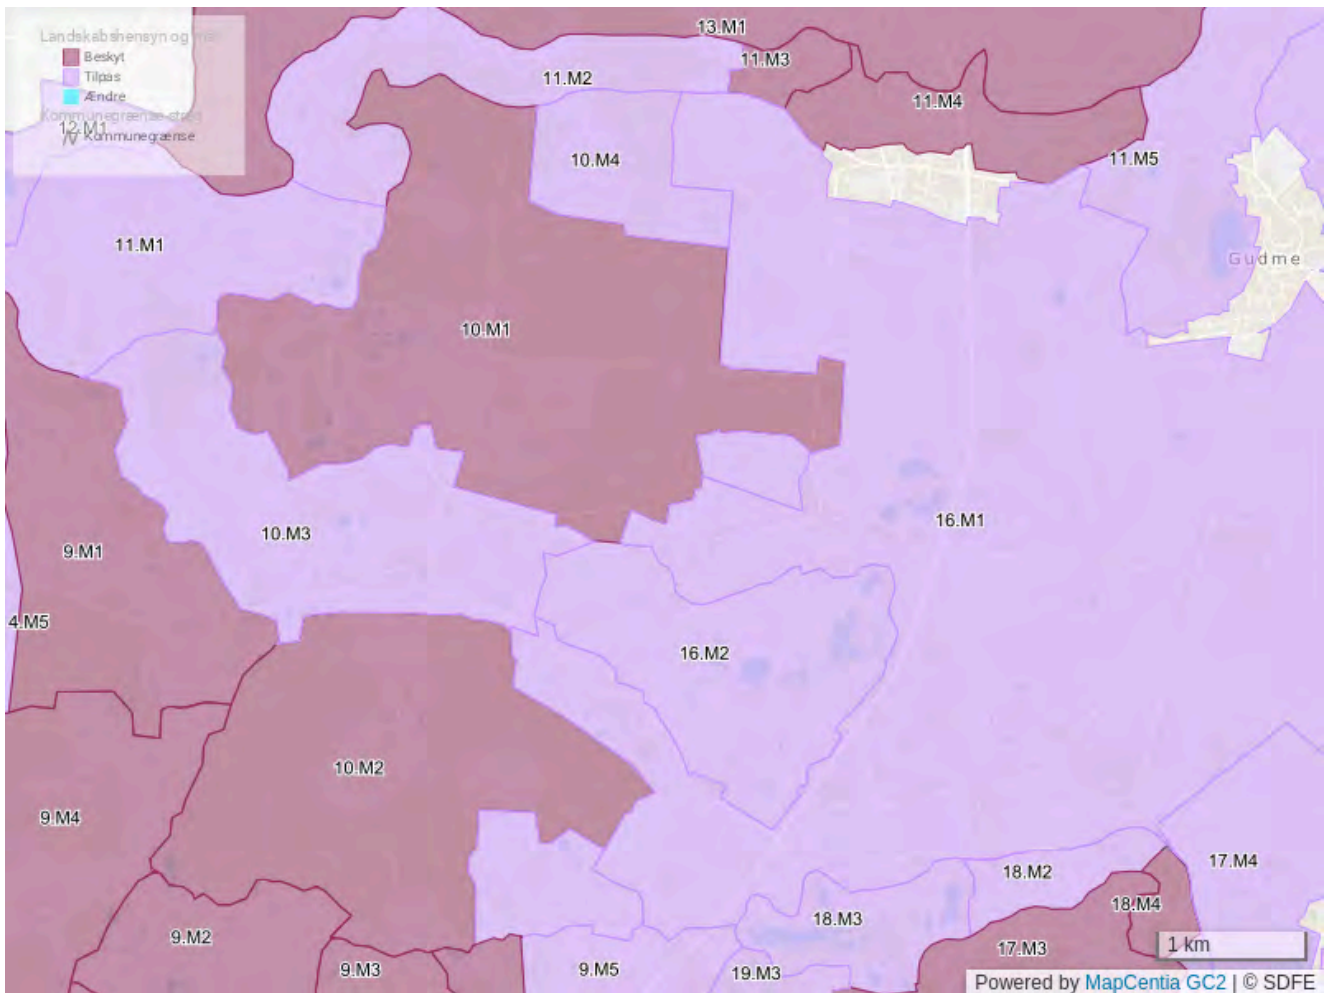 13.M1
Landskabshensyn og mål
Beskyt
11.M3
11.M2
Tilpas
Ændre
11.M4
Kommunegrænse-streg
12.M1
Kommunegrænse
10.M4
11.M5
11.M1
Gudme
10.M1
16.M1
10.M3
9.M1
4.M5
16.M2
10.M2
9.M4
17.M4
18.M2
18.M4
18.M3
9.M2
1 km
17.M3
9.M3
9.M5
19.M3
Powered by MapCentia GC2 | © SDFE